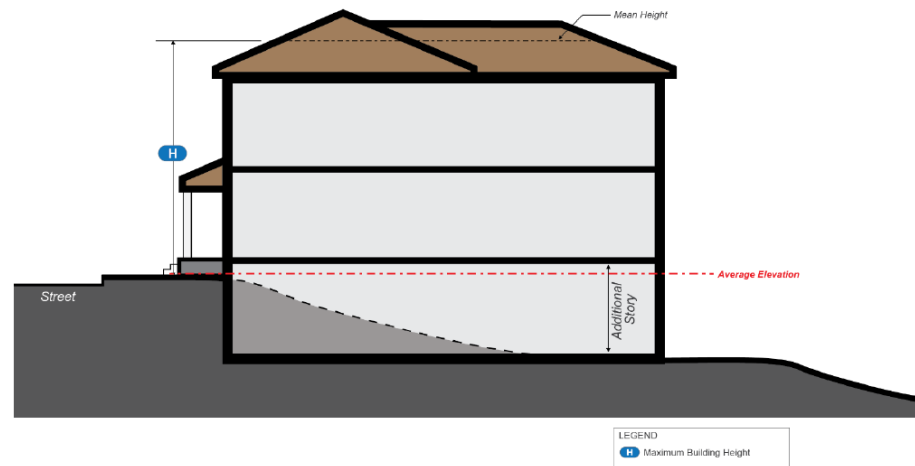 Mean Height
H
Average Elevation
Street
Additional
Story
LEGEND
H Maximum Building Height